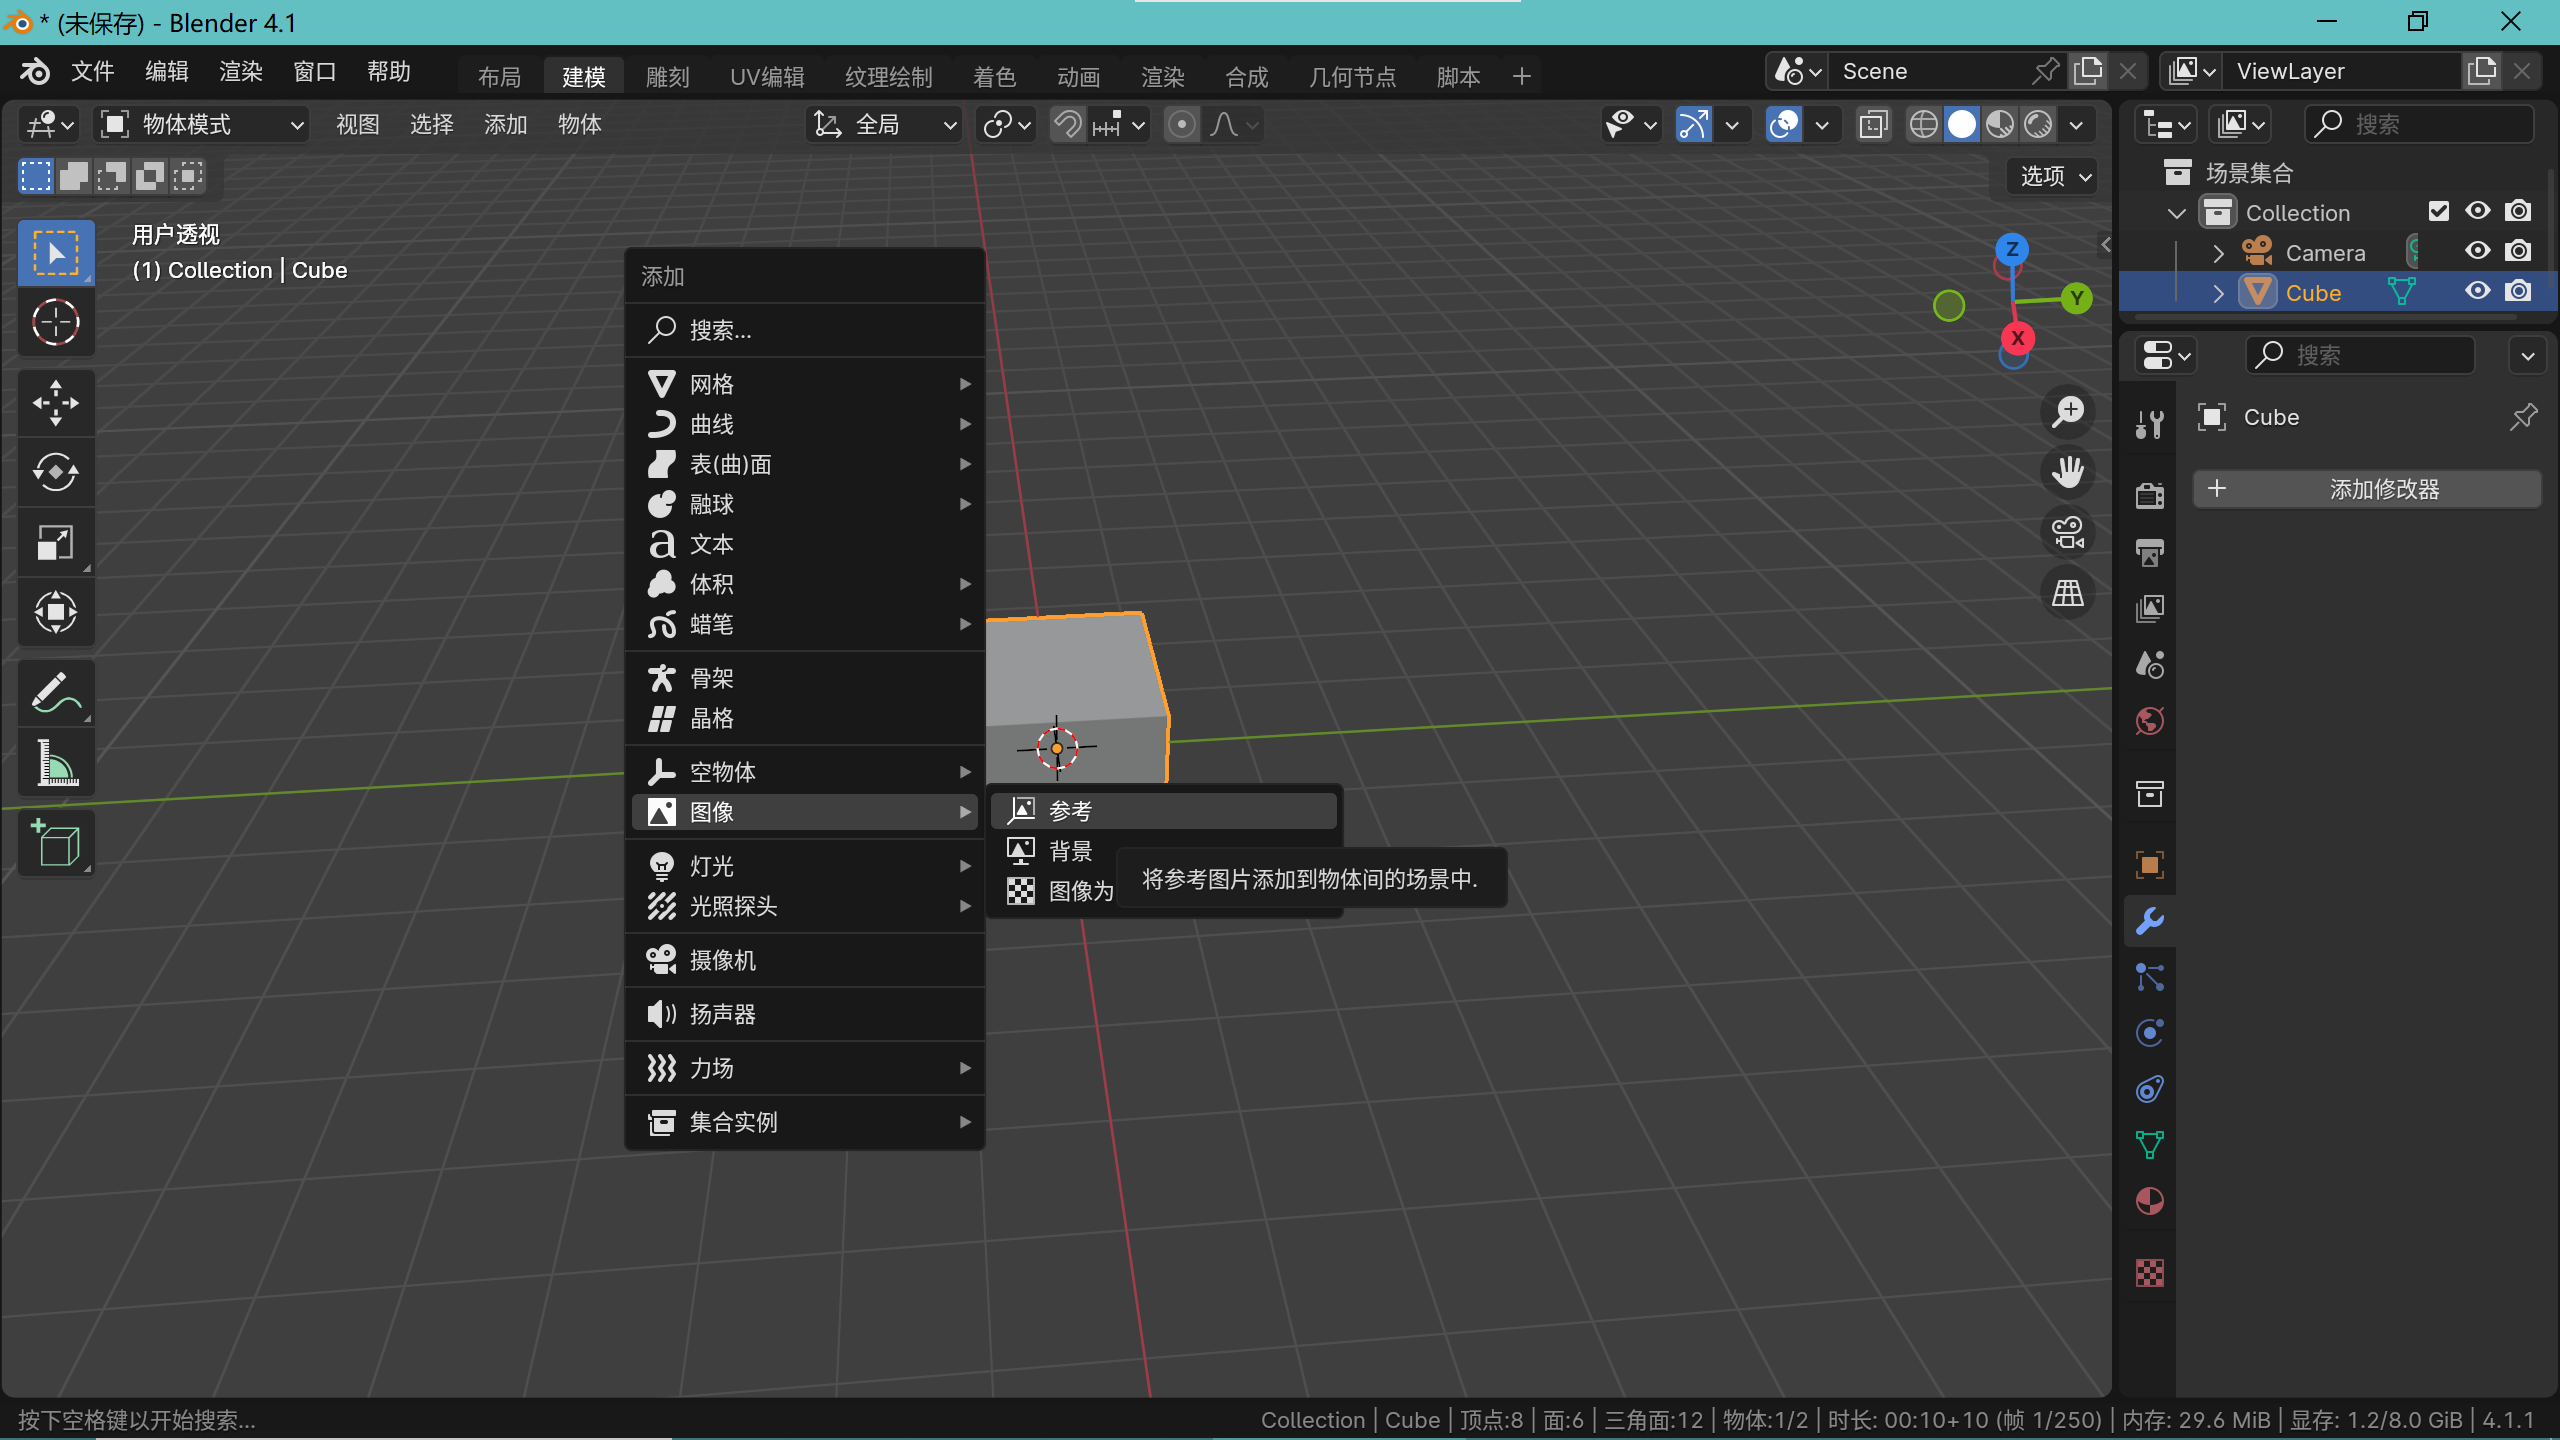 * (未保存) - Blender 4.1
文件 编辑 渲染 窗口 帮助 布局 建模 雕刻 UV编辑 纹理绘制 着色 动画 渲染 合成 几何节点 脚本 + Scene ViewLayer
物体模式 视图 选择 添加 物体 全局 搜索
选项
用户透视
(1) Collection | Cube
场景集合
Collection
Camera
Cube
Z
Y
X
搜索
Cube
添加修改器
添加
搜索...
网格
曲线
表(曲)面
融球
文本
体积
蜡笔
骨架
晶格
空物体
图像
灯光
光照探头
摄像机
扬声器
力场
集合实例
参考
背景
图像为
将参考图片添加到物体间的场景中.
按下空格键以开始搜索...
Collection | Cube | 顶点:8 | 面:6 | 三角面:12 | 物体:1/2 | 时长: 00:10+10 (帧 1/250) | 内存: 29.6 MiB | 显存: 1.2/8.0 GiB | 4.1.1